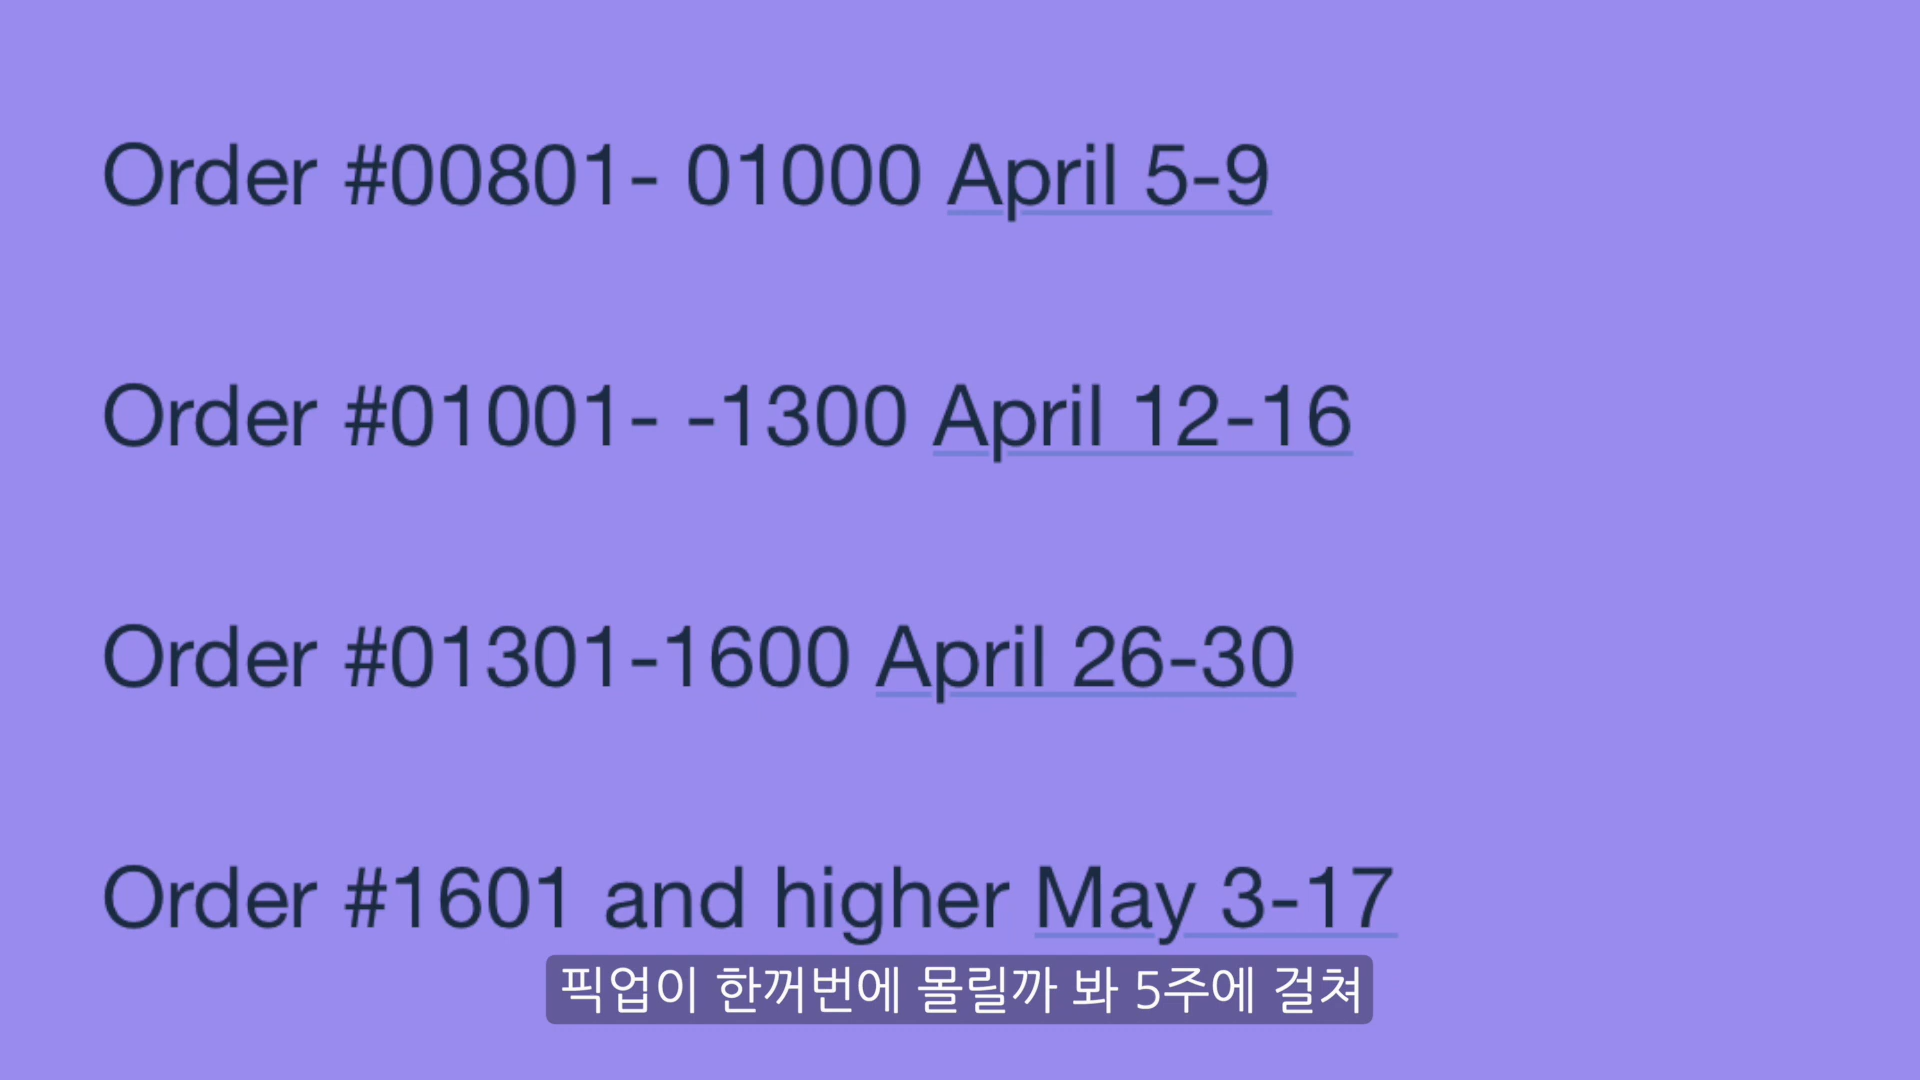 Order #00801- 01000 April 5-9
Order #01001- -1300 April 12-16
Order #01301-1600 April 26-30
Order #1601 and higher May 3-17
픽업이 한꺼번에 몰릴까 봐 5주에 걸쳐